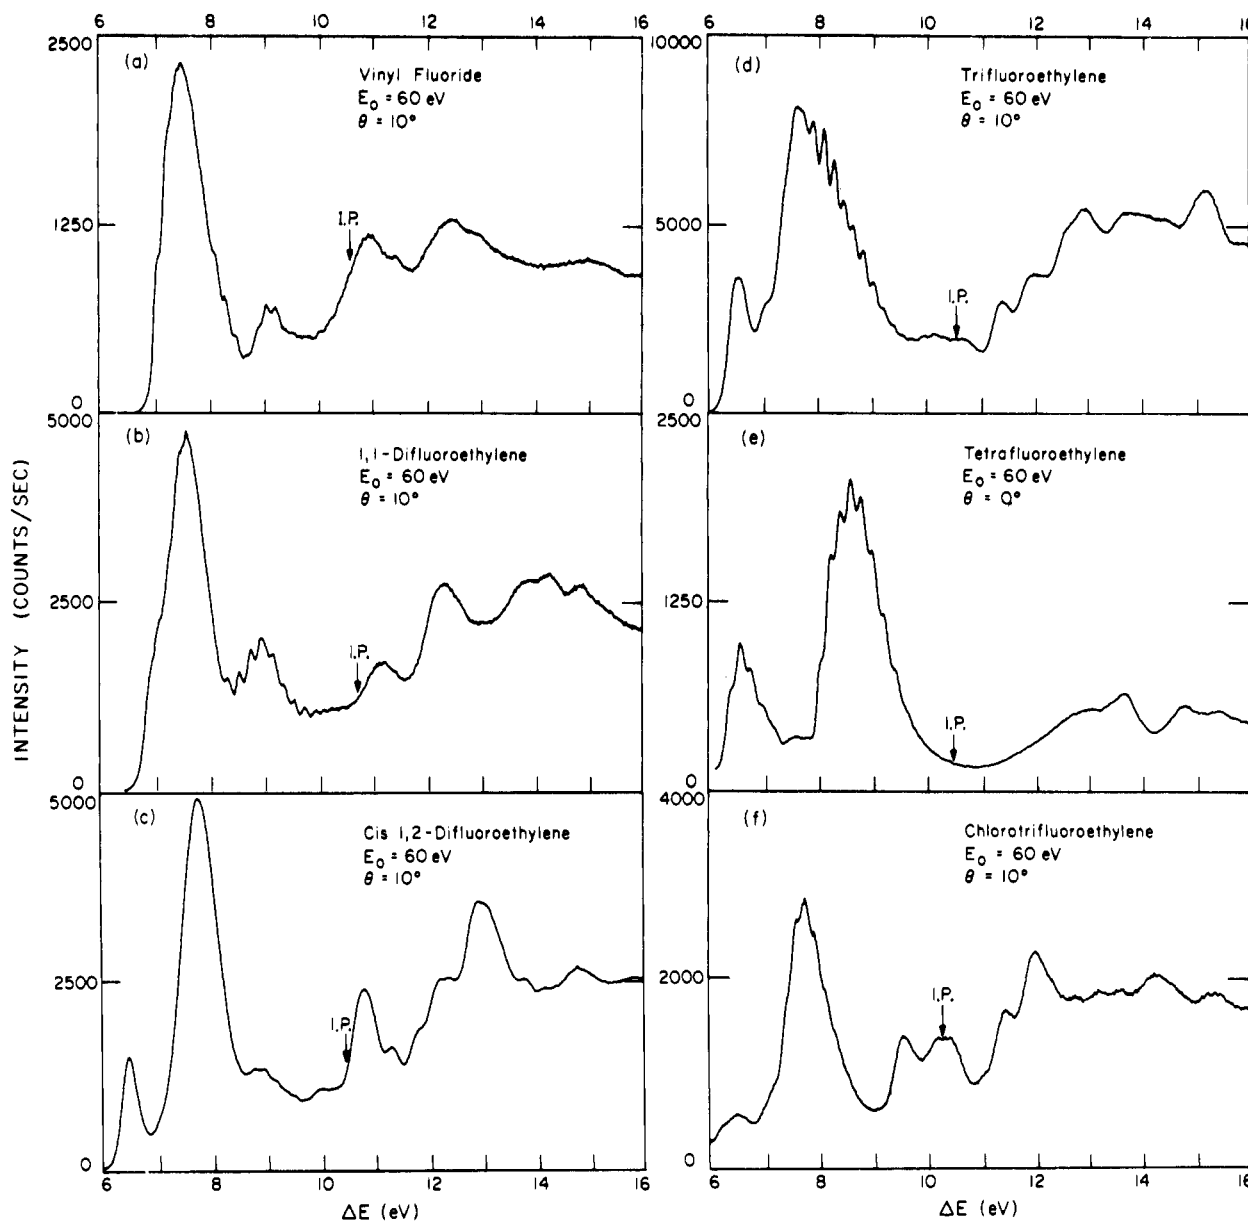 6 8 10 12 14 16
6 8 10 12 14 16
2500
(a)
Vinyl Fluoride
E₀ = 60 eV
θ = 10°
I.P.
1250
0
10000
(d)
Trifluoroethylene
E₀ = 60 eV
θ = 10°
5000
I.P.
0
5000
(b)
1,1-Difluoroethylene
E₀ = 60 eV
θ = 10°
2500
I.P.
0
2500
(e)
Tetrafluoroethylene
E₀ = 60 eV
θ = 0°
1250
I.P.
0
5000
(c)
Cis 1,2-Difluoroethylene
E₀ = 60 eV
θ = 10°
2500
I.P.
0
4000
(f)
Chlorotrifluoroethylene
E₀ = 60 eV
θ = 10°
2000
I.P.
0
6 8 10 12 14 16
6 8 10 12 14 16
ΔE (eV)
ΔE (eV)
INTENSITY (COUNTS/SEC)